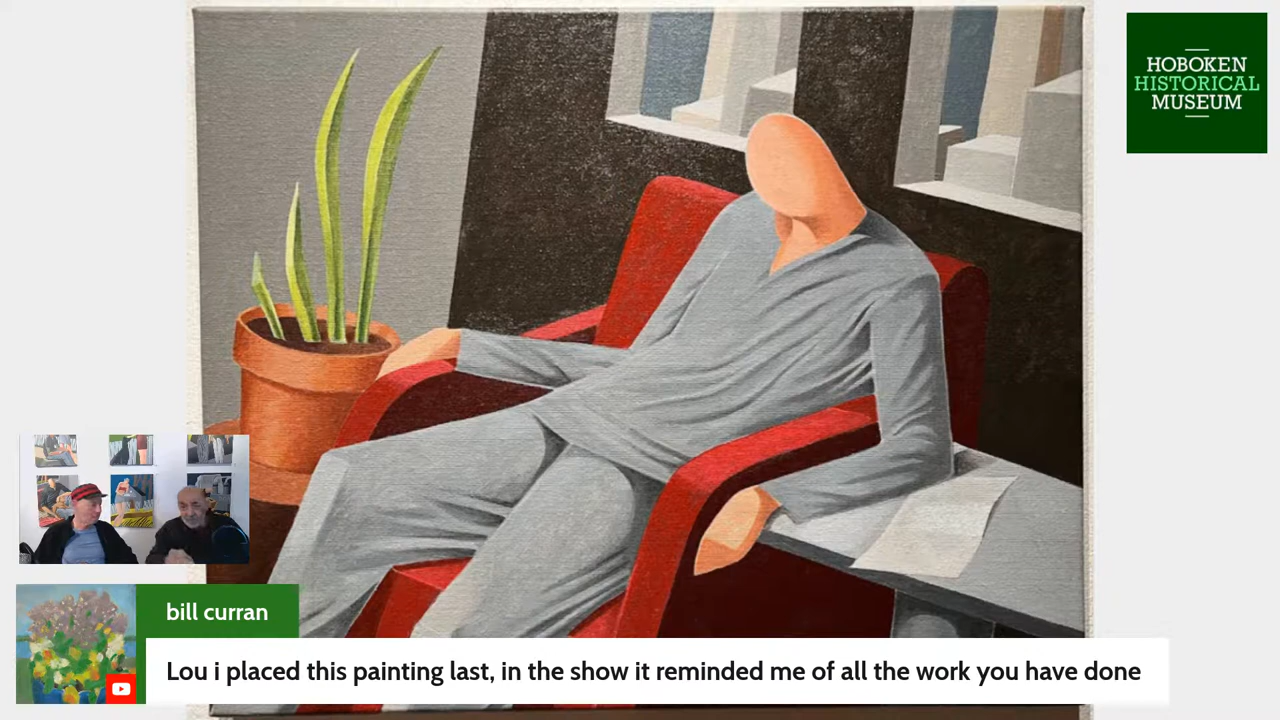 HOBOKEN
HISTORICAL
MUSEUM
bill curran
Lou i placed this painting last, in the show it reminded me of all the work you have done